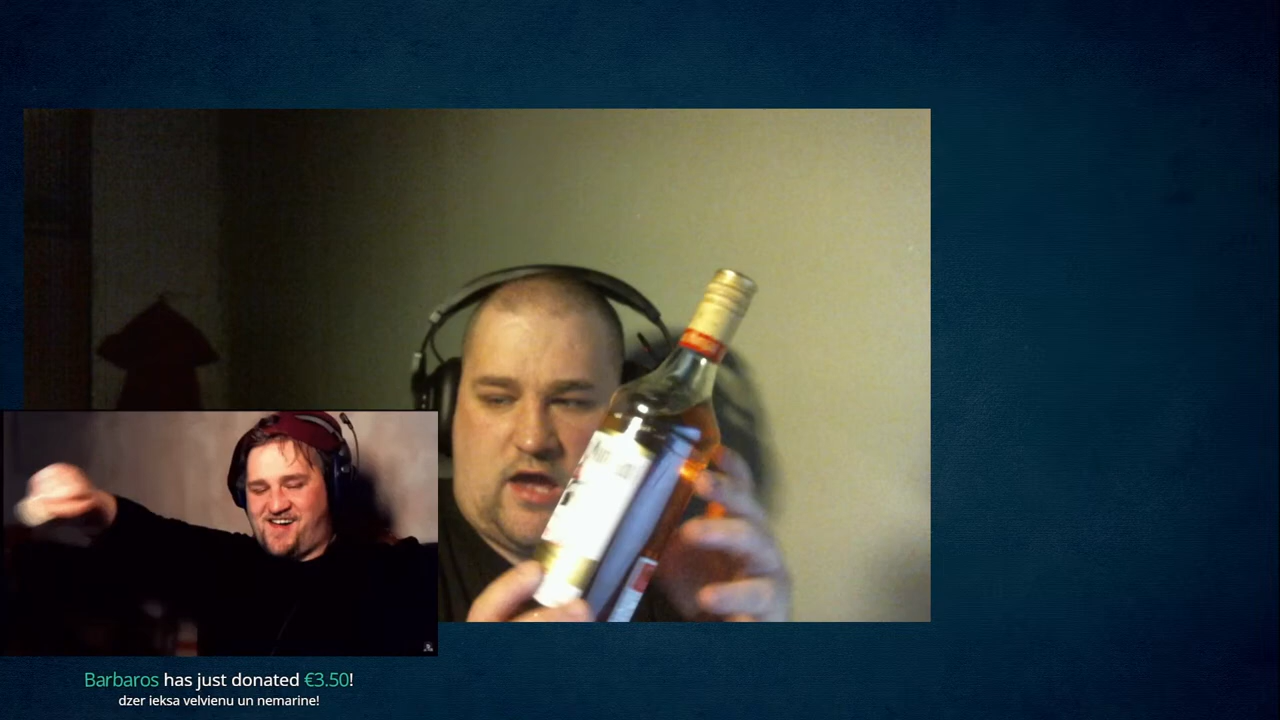 Barbaros has just donated €3.50!
dzer ieksa velvienu un nemarine!